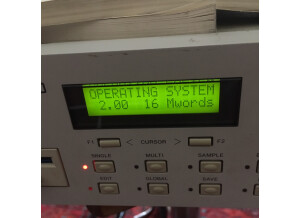 OPERATING SYSTEM
2.00 16 Mwords
F1 < CURSOR > F2
SINGLE MULTI SAMPLE
EDIT GLOBAL SAVE